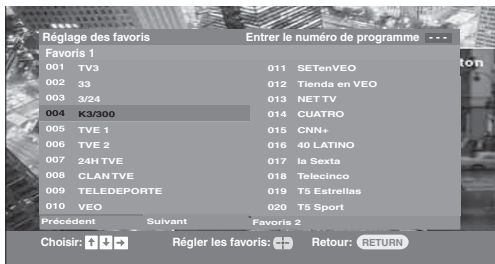 Réglage des favoris Entrer le numéro de programme ---
Favoris 1
001 TV3 011 SETenVEO
002 33 012 Tienda en VEO
003 3/24 013 NET TV
004 K3/300 014 CUATRO
005 TVE 1 015 CNN+
006 TVE 2 016 40 LATINO
007 24H TVE 017 la Sexta
008 CLAN TVE 018 Telecinco
009 TELEDEPORTE 019 T5 Estrellas
010 VEO 020 T5 Sport
Précédent Suivant Favoris 2
Choisir: Régler les favoris: Retour: RETURN
ton